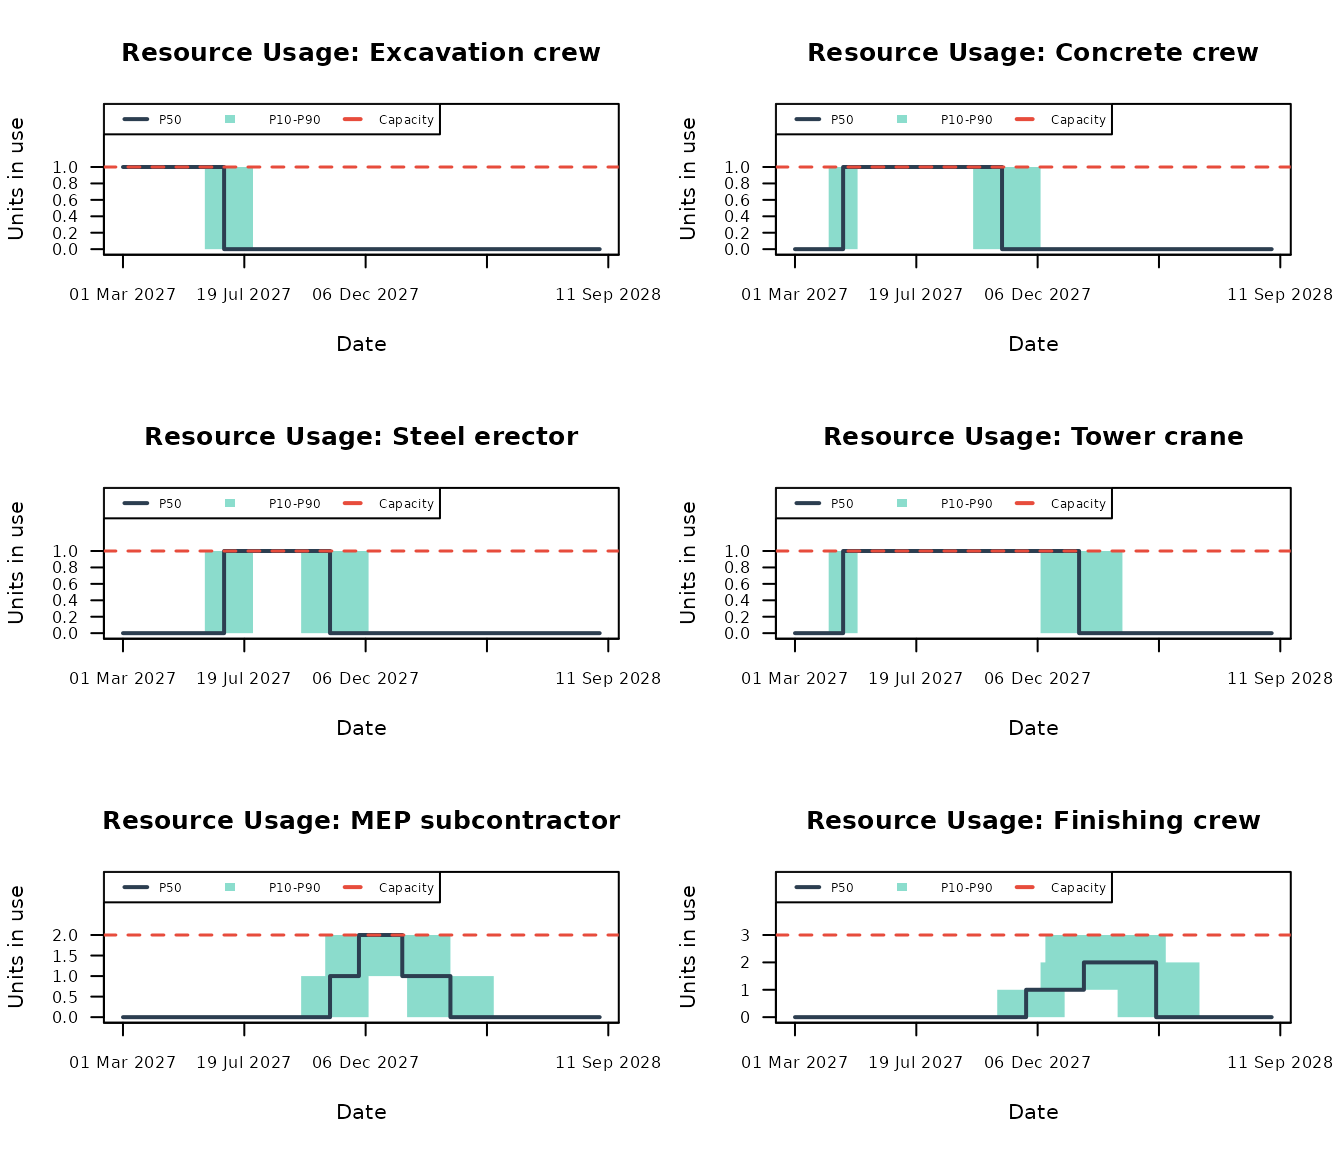 Resource Usage: Excavation crew
P50 P10-P90 Capacity
Units in use
1.0
0.8
0.6
0.4
0.2
0.0
01 Mar 2027 19 Jul 2027 06 Dec 2027 11 Sep 2028
Date
Resource Usage: Concrete crew
P50 P10-P90 Capacity
Units in use
1.0
0.8
0.6
0.4
0.2
0.0
01 Mar 2027 19 Jul 2027 06 Dec 2027 11 Sep 2028
Date
Resource Usage: Steel erector
P50 P10-P90 Capacity
Units in use
1.0
0.8
0.6
0.4
0.2
0.0
01 Mar 2027 19 Jul 2027 06 Dec 2027 11 Sep 2028
Date
Resource Usage: Tower crane
P50 P10-P90 Capacity
Units in use
1.0
0.8
0.6
0.4
0.2
0.0
01 Mar 2027 19 Jul 2027 06 Dec 2027 11 Sep 2028
Date
Resource Usage: MEP subcontractor
P50 P10-P90 Capacity
Units in use
2.0
1.5
1.0
0.5
0.0
01 Mar 2027 19 Jul 2027 06 Dec 2027 11 Sep 2028
Date
Resource Usage: Finishing crew
P50 P10-P90 Capacity
Units in use
3
2
1
0
01 Mar 2027 19 Jul 2027 06 Dec 2027 11 Sep 2028
Date